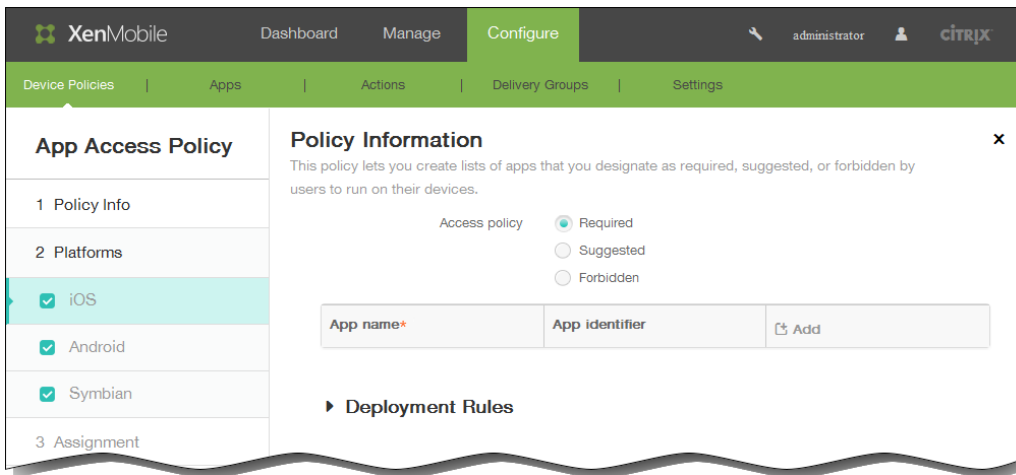 XenMobile Dashboard Manage Configure administrator CITRIX
Device Policies | Apps | Actions | Delivery Groups | Settings
App Access Policy
1 Policy Info
2 Platforms
iOS
Android
Symbian
3 Assignment
Policy Information
This policy lets you create lists of apps that you designate as required, suggested, or forbidden by
users to run on their devices.
Access policy Required
Suggested
Forbidden
App name* App identifier Add
Deployment Rules